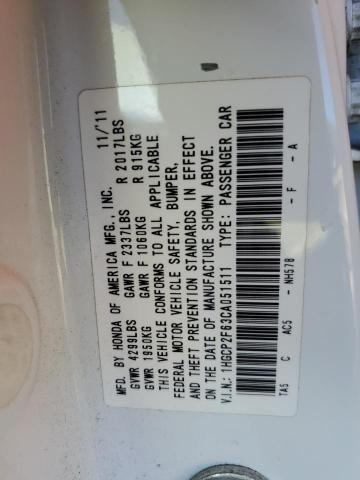 MFD. BY HONDA OF AMERICA MFG., INC. 11/'11
GVWR 4299LBS GAWR F 2337LBS R 2017LBS
GVWR 1950KG GAWR F 1060KG R 915KG
THIS VEHICLE CONFORMS TO ALL APPLICABLE
FEDERAL MOTOR VEHICLE SAFETY, BUMPER,
AND THEFT PREVENTION STANDARDS IN EFFECT
ON THE DATE OF MANUFACTURE SHOWN ABOVE.
V.I.N.: 1HGCP2F63CA051511 TYPE: PASSENGER CAR
TA5 C AC5 - NH578 - F - A